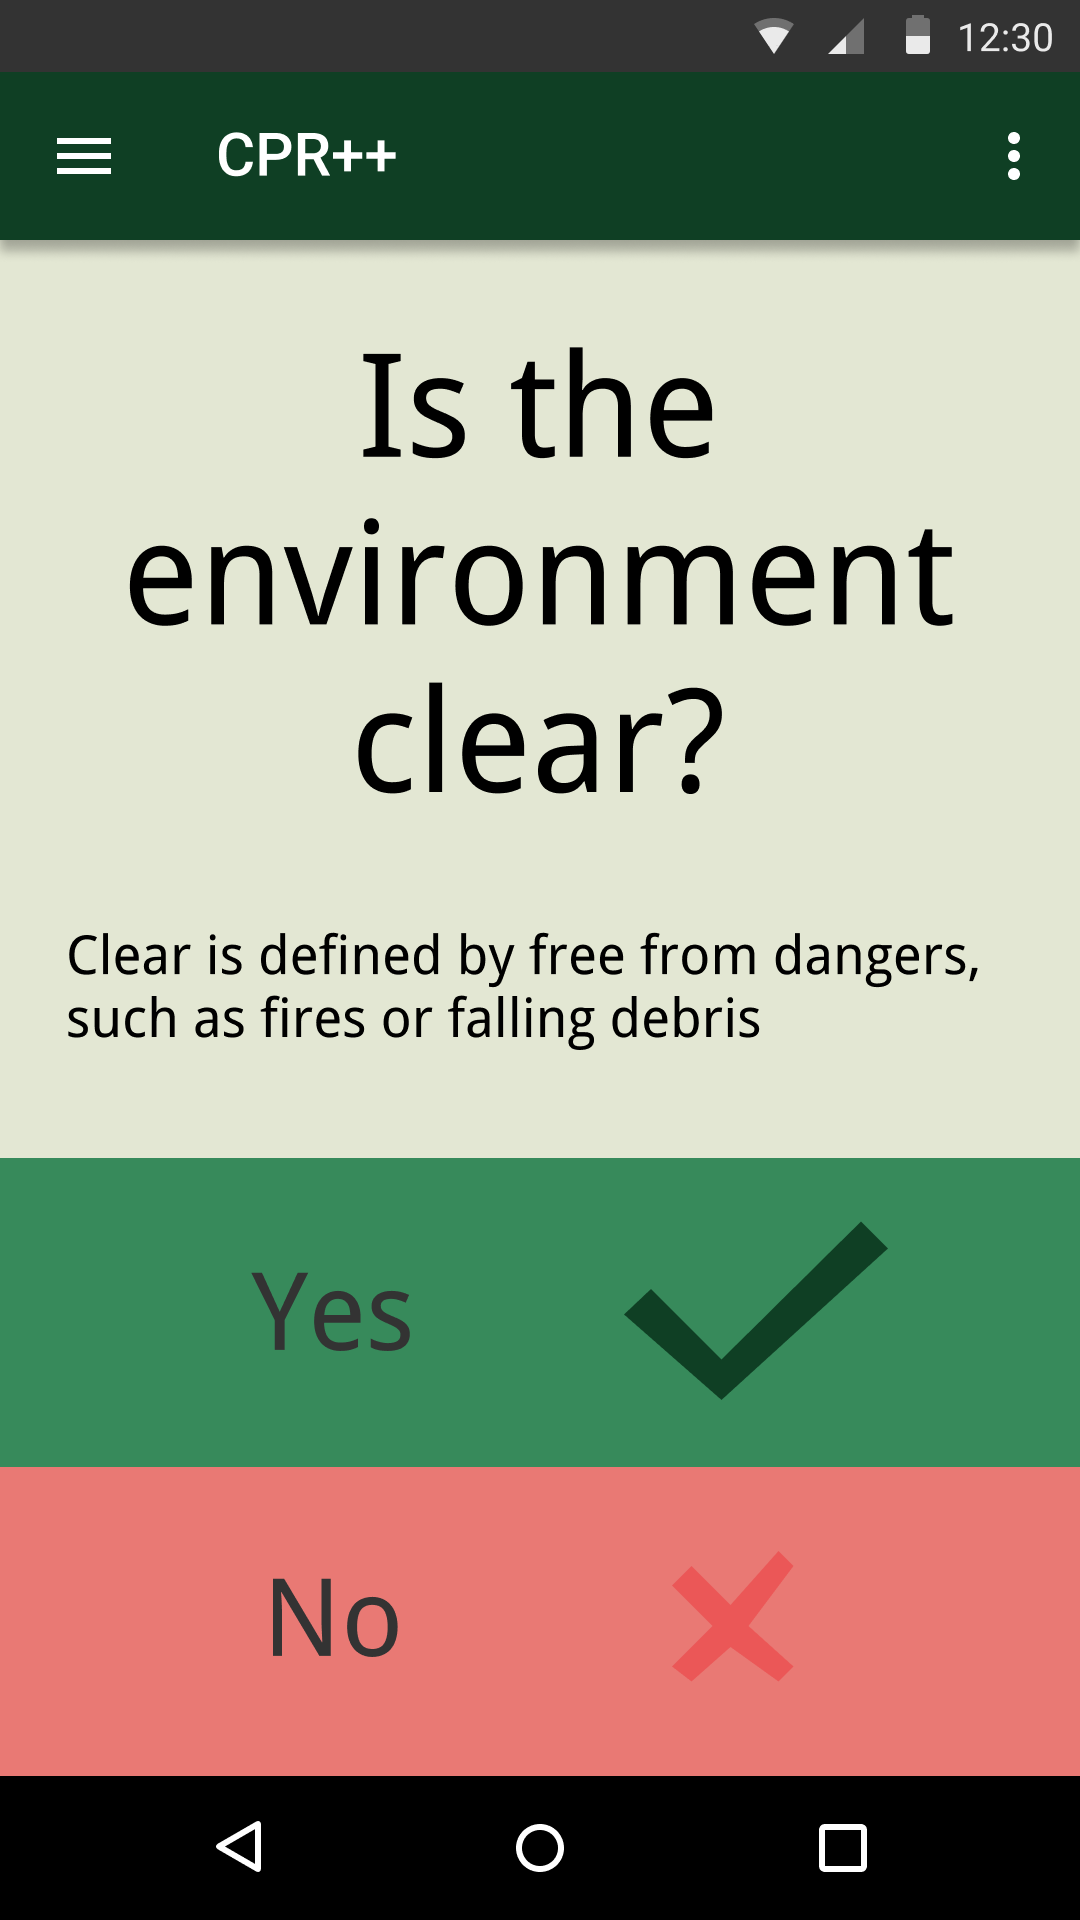 12:30
CPR++
Is the
environment
clear?
Clear is defined by free from dangers,
such as fires or falling debris
Yes
No